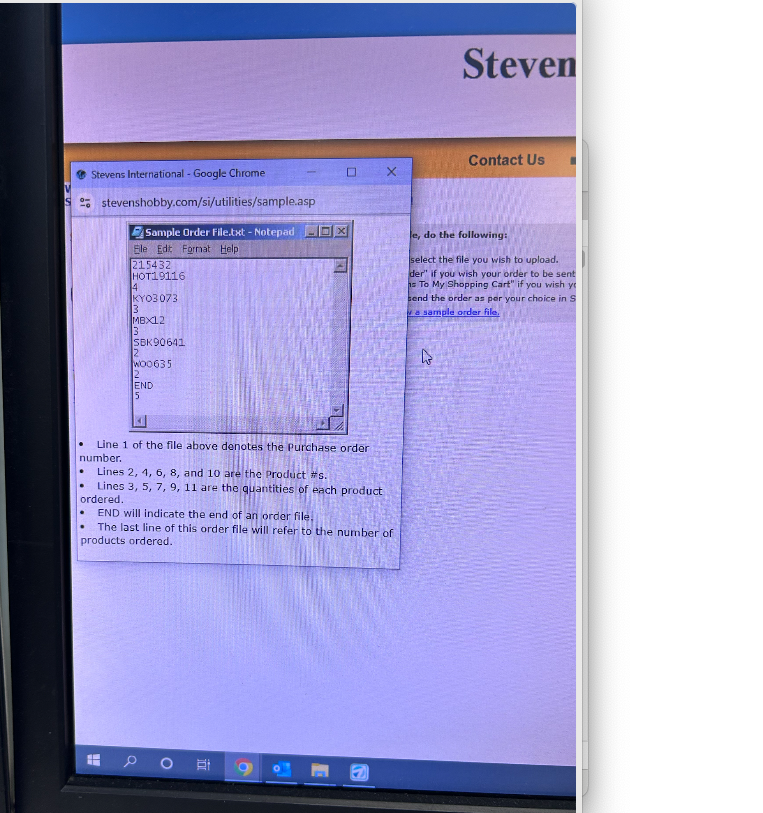 Steven
Contact Us
Stevens International - Google Chrome
stevenshobby.com/si/utilities/sample.asp
Sample Order File.txt - Notepad
File Edit Format Help
215432
HOT19116
4
KYO3073
3
MBX12
3
SBK90641
2
WOO635
2
END
5
e, do the following:
select the file you wish to upload.
der" if you wish your order to be sent
s To My Shopping Cart" if you wish
send the order as per your choice in S
a sample order file.
• Line 1 of the file above denotes the Purchase order
number.
• Lines 2, 4, 6, 8, and 10 are the Product #s.
• Lines 3, 5, 7, 9, 11 are the quantities of each product
ordered.
• END will indicate the end of an order file.
• The last line of this order file will refer to the number of
products ordered.